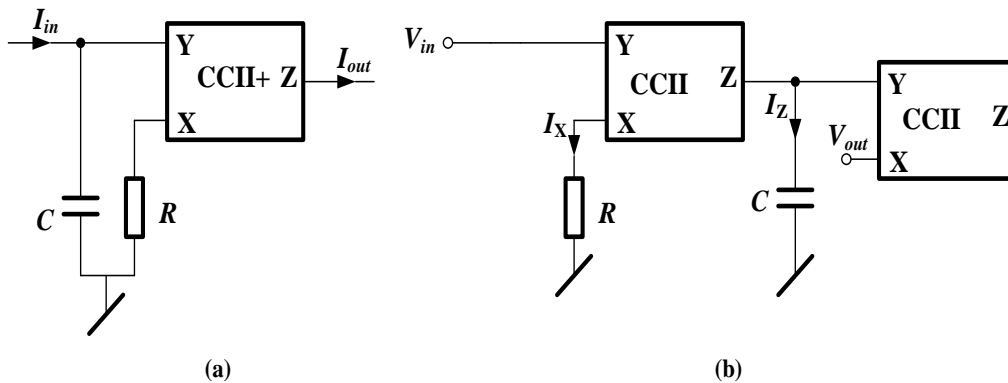 I_in
Y
CCII+
Z
I_out
X
C
R
(a)
V_in
Y
CCII
Z
X
I_X
R
I_Z
C
Y
CCII
Z
V_out
X
(b)